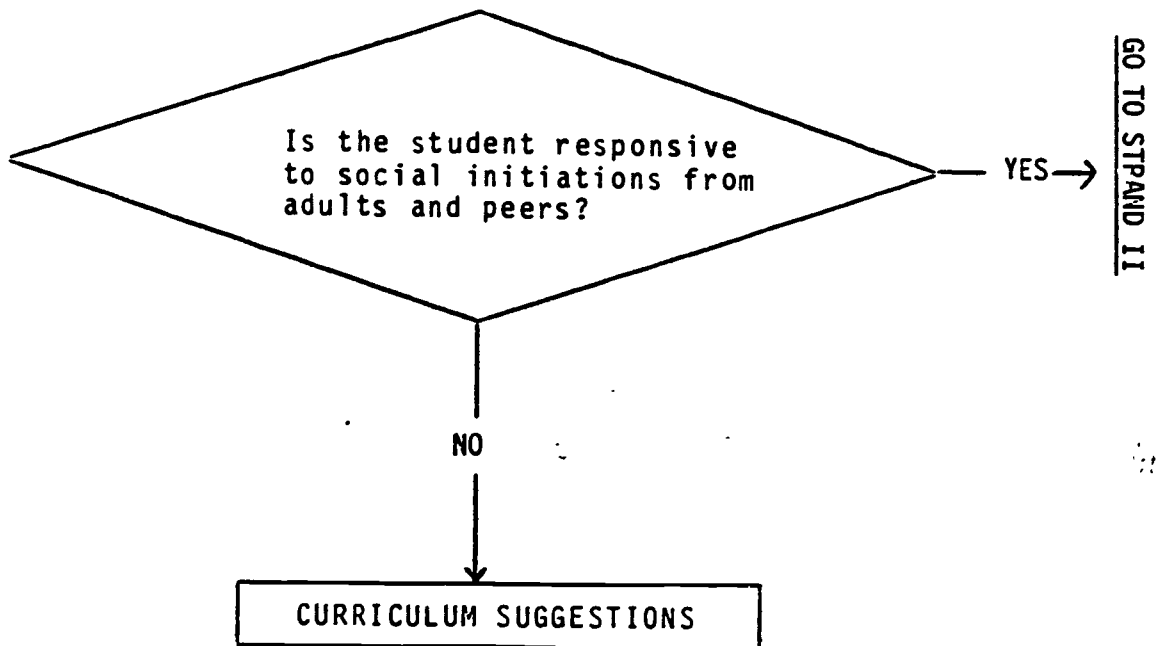 Is the student responsive
to social initiations from
adults and peers?
YES
GO TO STPAND II
NO
CURRICULUM SUGGESTIONS